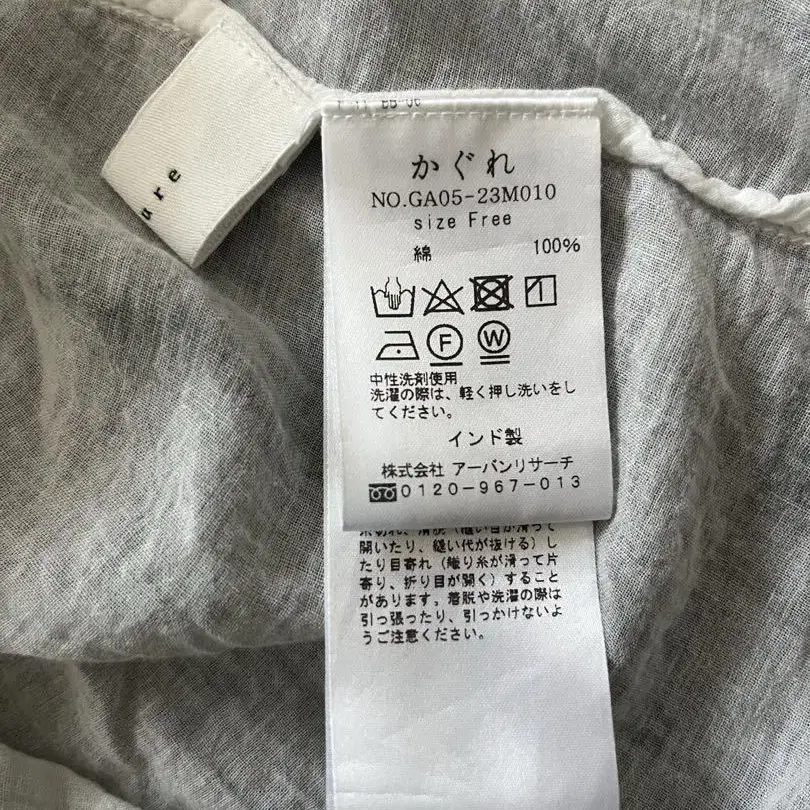 ure
かぐれ
NO.GA05-23M010
size Free
綿 100%
F W
中性洗剤使用
洗濯の際は、軽く押し洗いをし
てください。
インド製
株式会社 アーバンリサーチ
0120-967-013
開いたり、縫い代が抜ける)し
たり目寄れ(織り糸が滑って片
寄り、折り目が開く)すること
があります。着脱や洗濯の際は
引っ張ったり、引っかけないよ
うご注意ください。